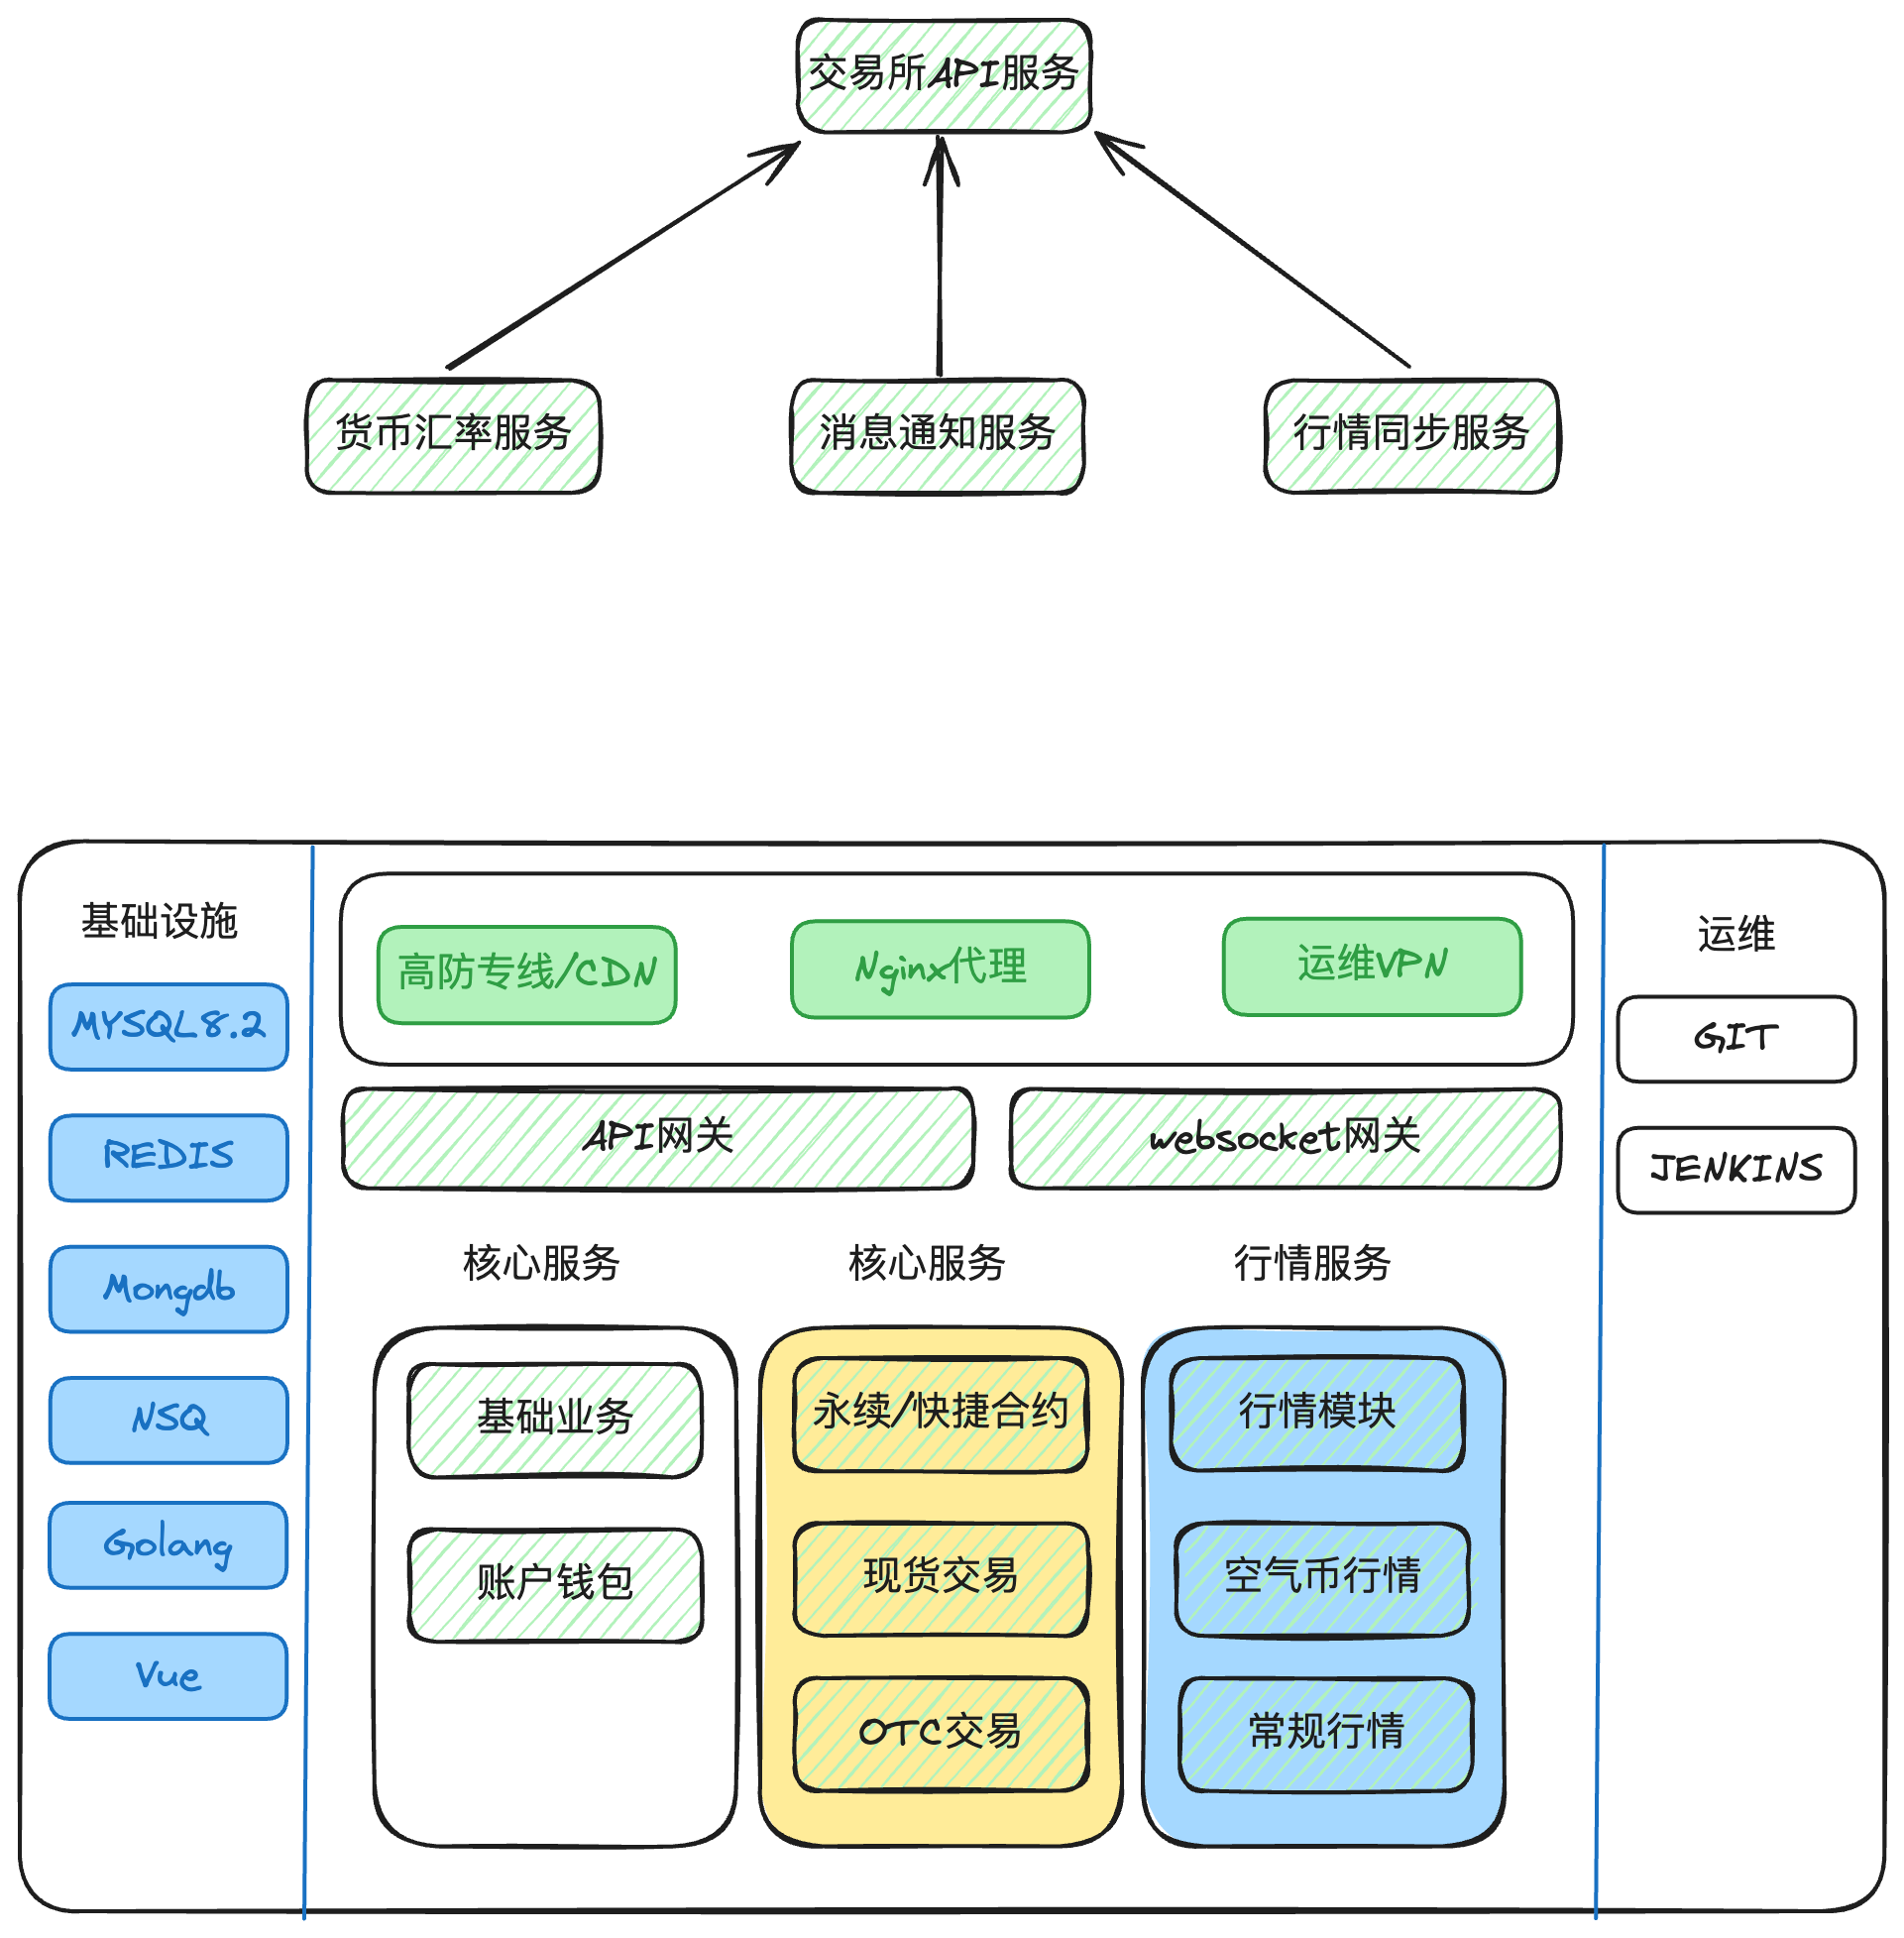 交易所API服务
货币汇率服务
消息通知服务
行情同步服务
基础设施
MYSQL8.2
REDIS
Mongdb
NSQ
Golang
Vue
高防专线/CDN
Nginx代理
运维VPN
API网关
websocket网关
核心服务
基础业务
账户钱包
核心服务
永续/快捷合约
现货交易
OTC交易
行情服务
行情模块
空气币行情
常规行情
运维
GIT
JENKINS